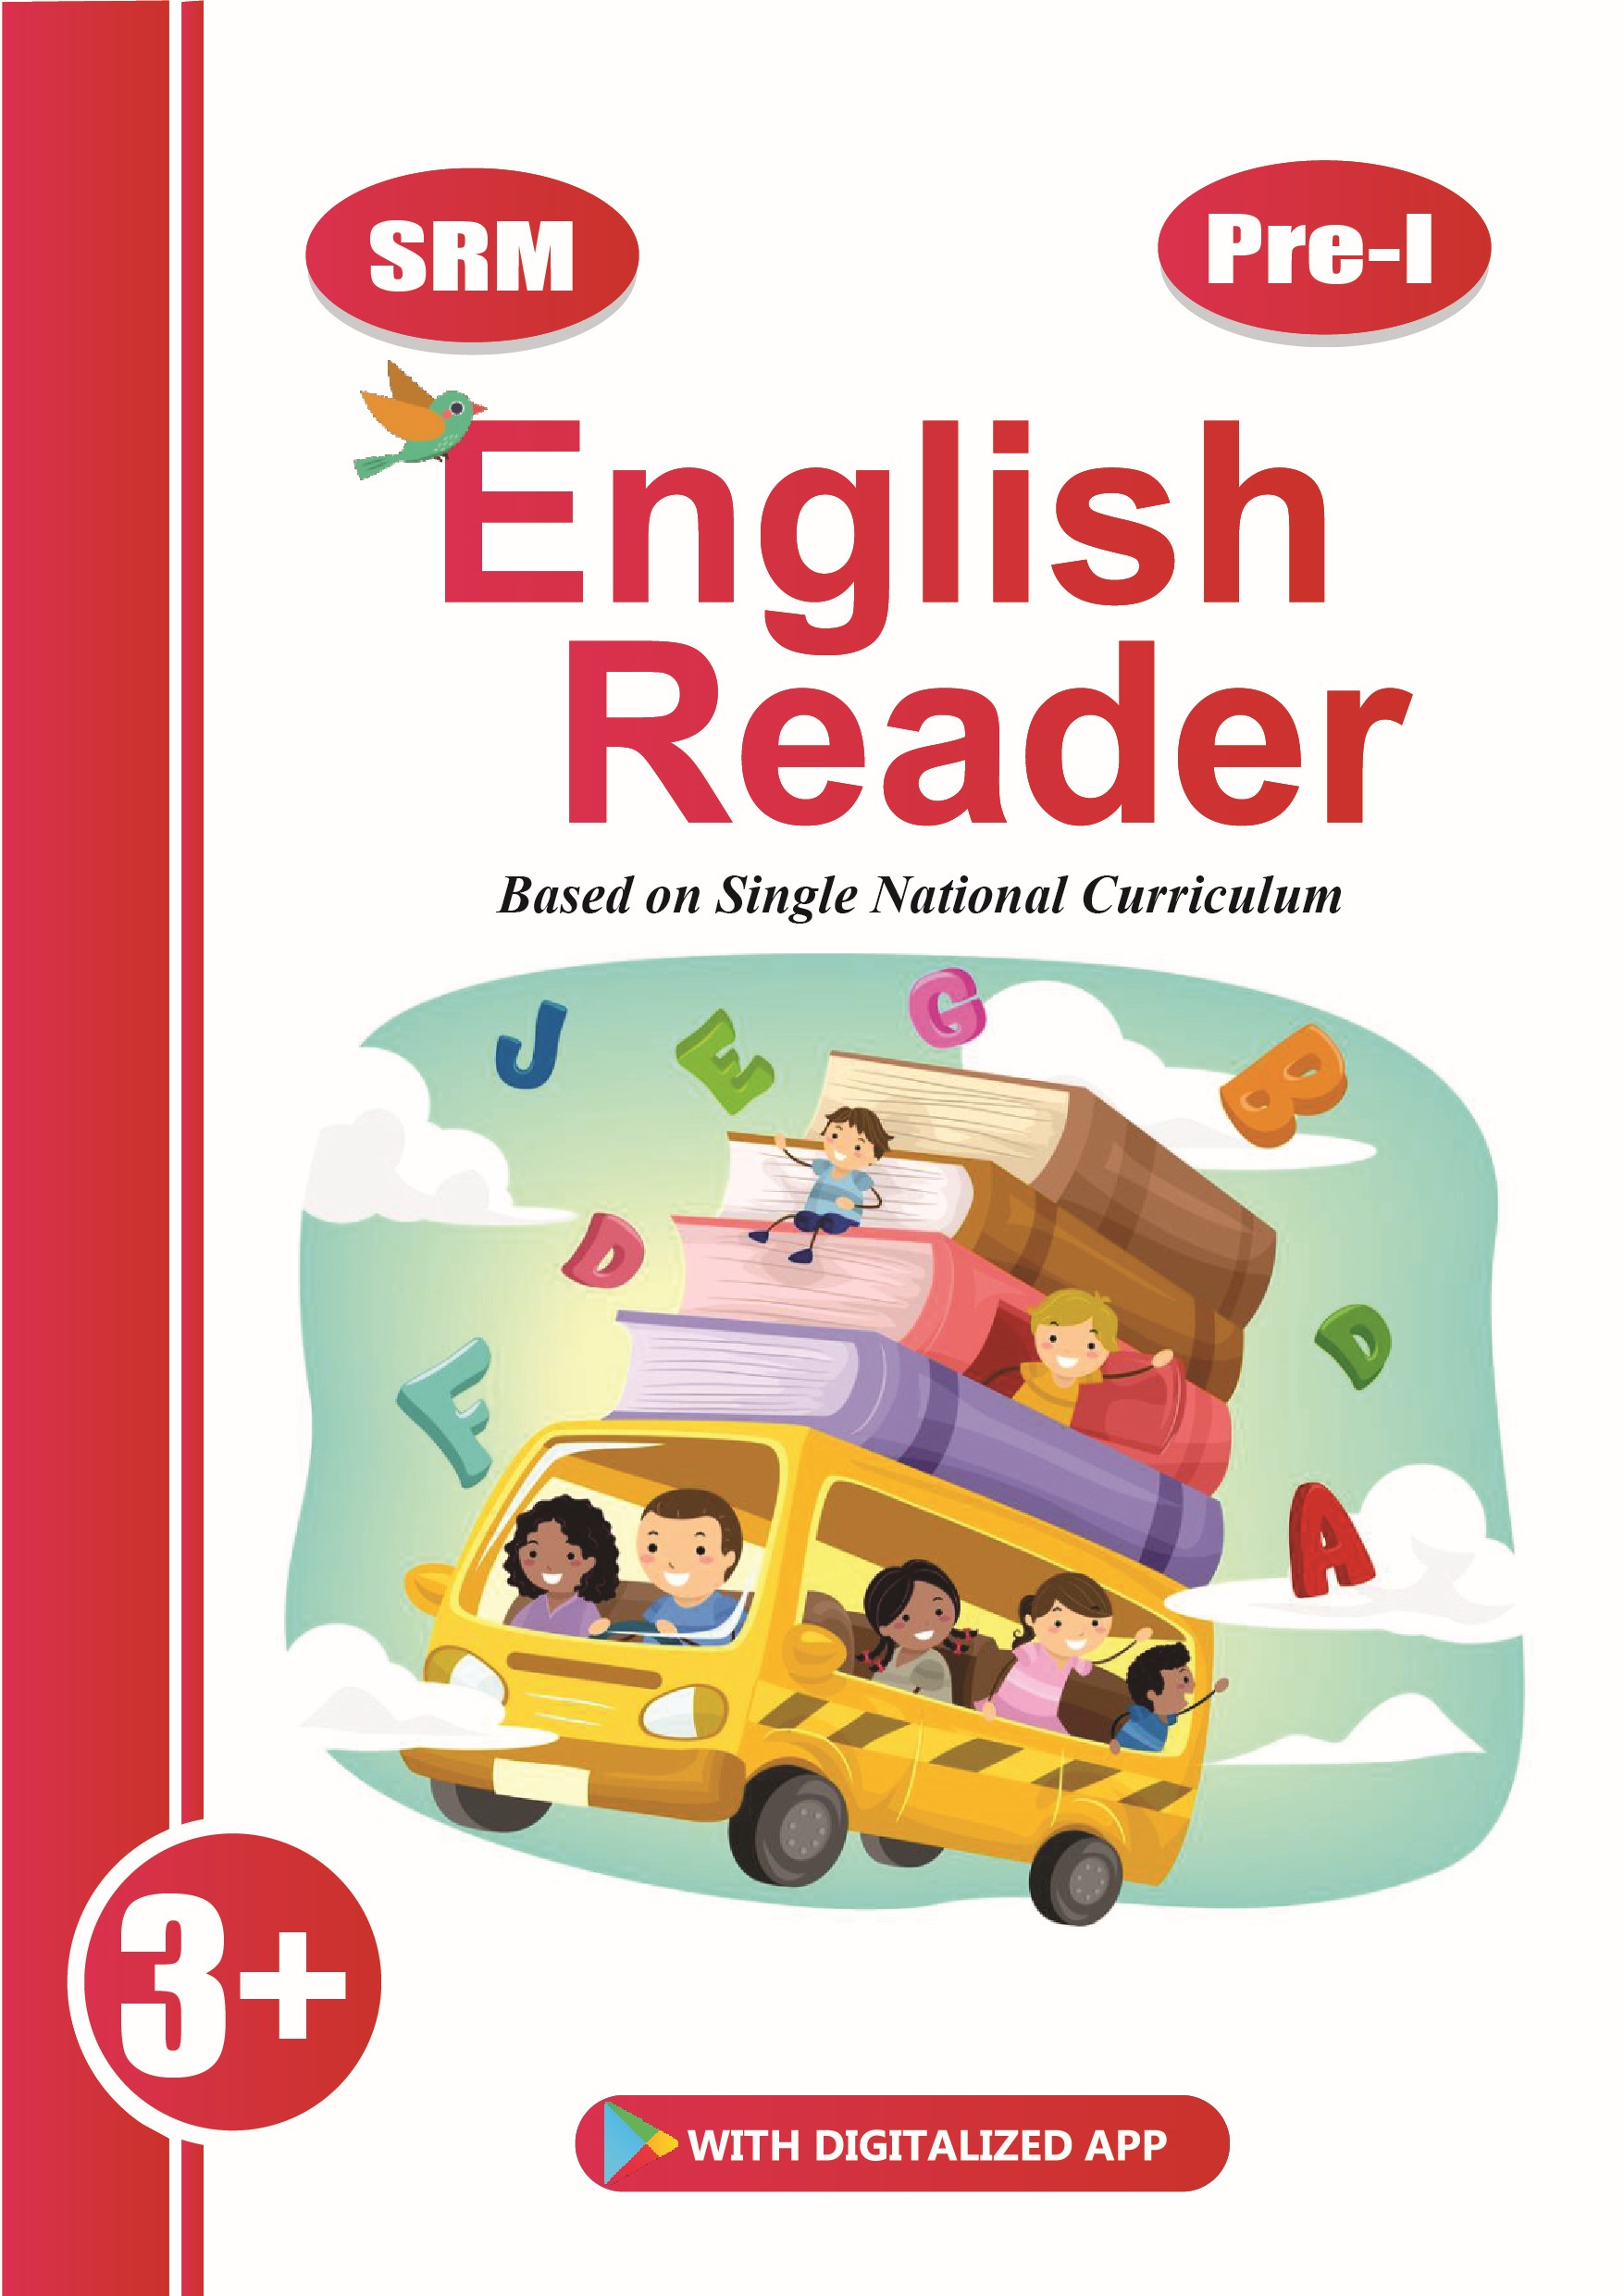 SRM
Pre-I
English
Reader
Based on Single National Curriculum
J
E
G
B
D
F
D
A
3+
WITH DIGITALIZED APP